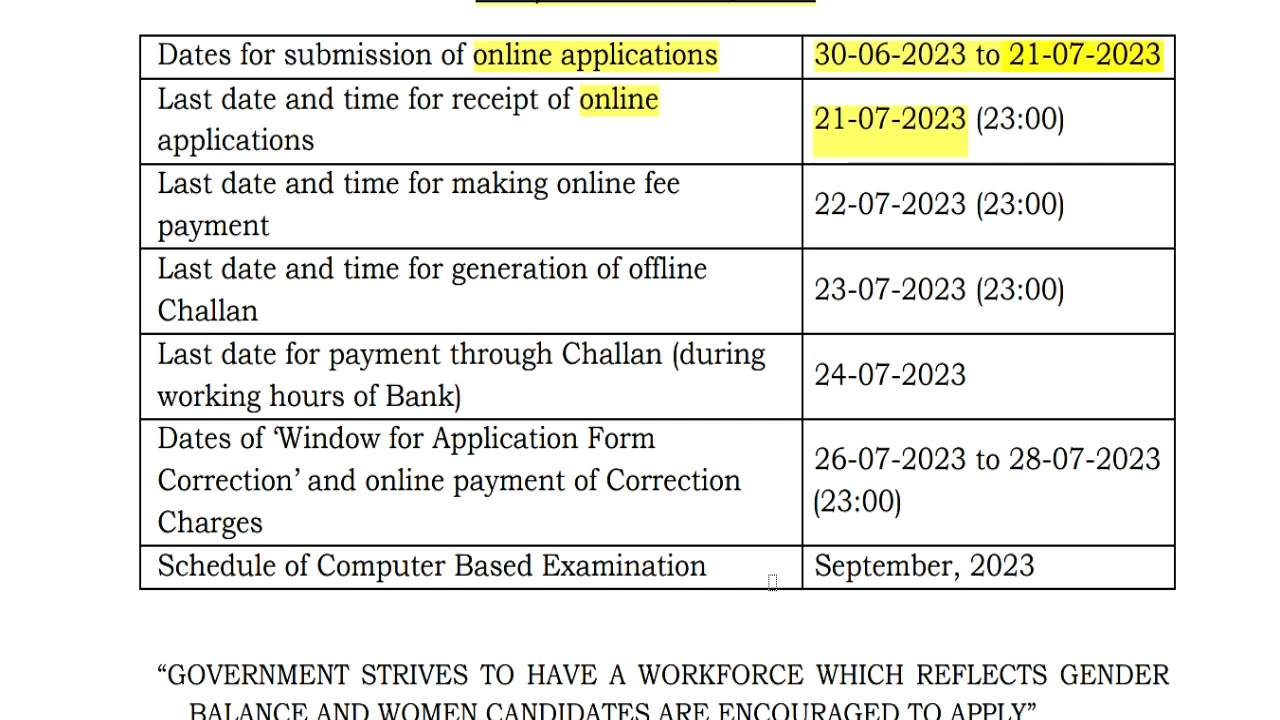 Dates for submission of online applications
30-06-2023 to 21-07-2023
Last date and time for receipt of online
applications
21-07-2023 (23:00)
Last date and time for making online fee
payment
22-07-2023 (23:00)
Last date and time for generation of offline
Challan
23-07-2023 (23:00)
Last date for payment through Challan (during
working hours of Bank)
24-07-2023
Dates of ‘Window for Application Form
Correction’ and online payment of Correction
Charges
26-07-2023 to 28-07-2023
(23:00)
Schedule of Computer Based Examination
September, 2023
“GOVERNMENT STRIVES TO HAVE A WORKFORCE WHICH REFLECTS GENDER
BALANCE AND WOMEN CANDIDATES ARE ENCOURAGED TO APPLY”